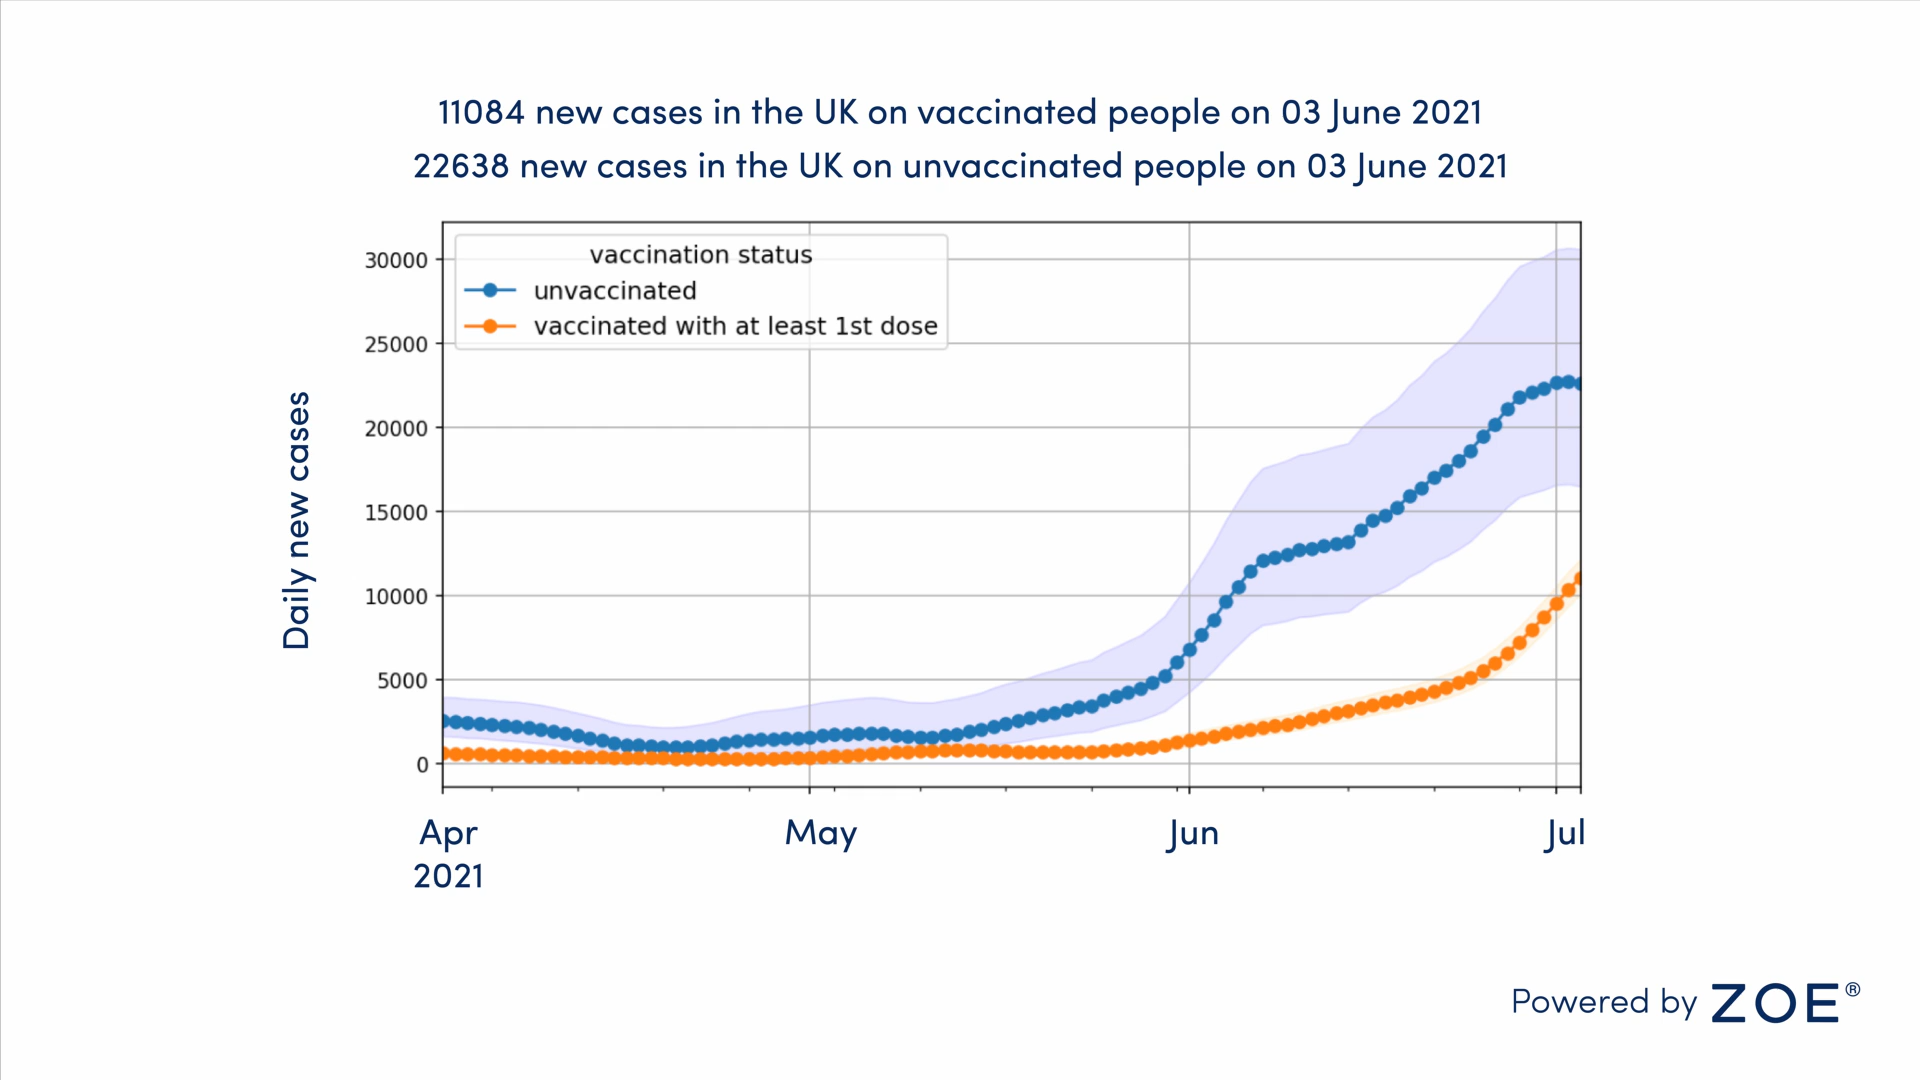 11084 new cases in the UK on vaccinated people on 03 June 2021
22638 new cases in the UK on unvaccinated people on 03 June 2021
vaccination status
unvaccinated
vaccinated with at least 1st dose
30000
25000
20000
15000
10000
5000
0
Daily new cases
Apr
2021
May
Jun
Jul
Powered by ZOE®